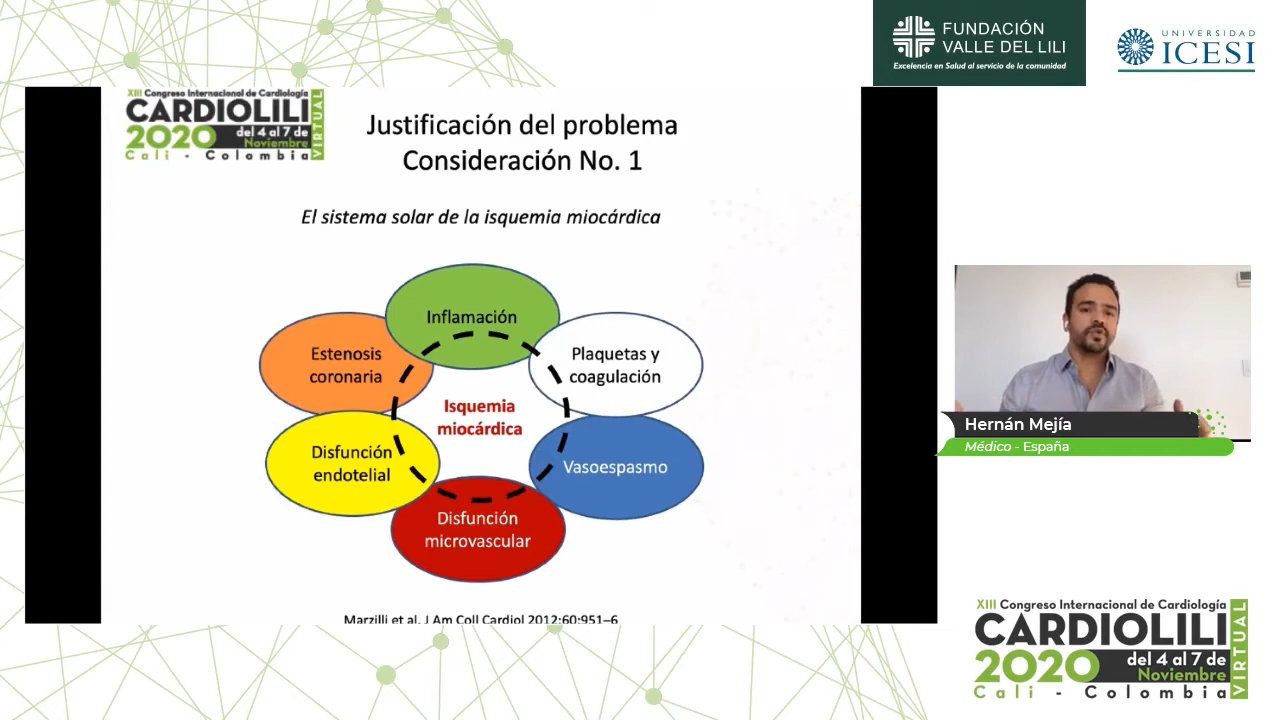 FUNDACIÓN
VALLE DEL LILI
Excelencia en Salud al servicio de la comunidad
UNIVERSIDAD
ICESI
XIII Congreso Internacional de Cardiología
CARDIOLILI
2020 del 4 al 7 de
Noviembre
Cali - Colombia
VIRTUAL
Justificación del problema
Consideración No. 1
El sistema solar de la isquemia miocárdica
Inflamación
Estenosis
coronaria
Plaquetas y
coagulación
Isquemia
miocárdica
Disfunción
endotelial
Vasoespasmo
Disfunción
microvascular
Marzilli et al. J Am Coll Cardiol 2012;60:951–6
Hernán Mejía
Médico - España
XIII Congreso Internacional de Cardiología
CARDIOLILI
2020 del 4 al 7 de
Noviembre
Cali - Colombia
VIRTUAL